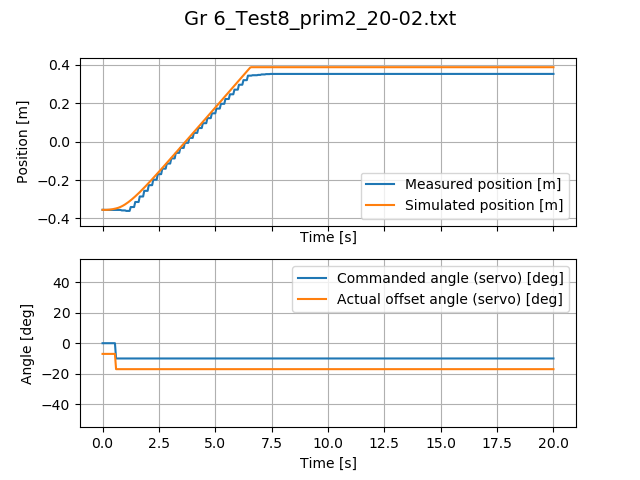 Gr 6_Test8_prim2_20-02.txt
0.4
0.2
0.0
−0.2
−0.4
Position [m]
Measured position [m]
Simulated position [m]
Time [s]
40
20
0
−20
−40
Angle [deg]
Commanded angle (servo) [deg]
Actual offset angle (servo) [deg]
0.0 2.5 5.0 7.5 10.0 12.5 15.0 17.5 20.0
Time [s]